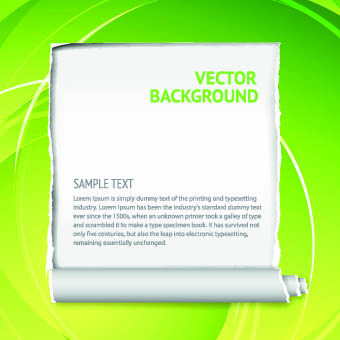 VECTOR
BACKGROUND
SAMPLE TEXT
Lorem Ipsum is simply dummy text of the printing and typesetting
industry. Lorem Ipsum has been the industry's standard dummy text
ever since the 1500s, when an unknown printer took a galley of type
and scrambled it to make a type specimen book. It has survived not
only five centuries, but also the leap into electronic typesetting,
remaining essentially unchanged.